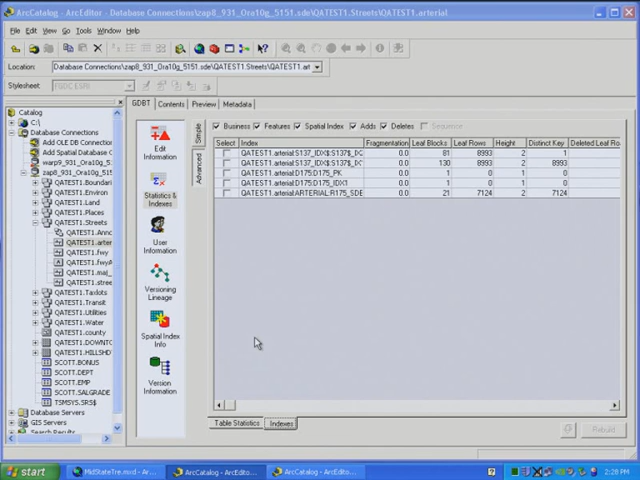 ArcCatalog - ArcEditor - Database Connections\zap8_931_Ora10g_5151.sde\QATEST1.Streets\QATEST1.arterial
File Edit View Go Tools Window Help
Location: Database Connections\zap8_931_Ora10g_5151.sde\QATEST1.Streets\QATEST1.art
Stylesheet: FGDC ESRI
GDBT Contents Preview Metadata
Catalog
C:\
Database Connections
Add OLE DB Connection
Add Spatial Database C
warp9_931_Ora10g_5
zap8_931_Ora10g_515
QATEST1.Boundari
QATEST1.Environ
QATEST1.Land
QATEST1.Places
QATEST1.Streets
QATEST1.Anno
QATEST1.arter
QATEST1.fwy
QATEST1.fwyA
QATEST1.maj_
QATEST1.stree
QATEST1.Taxlots
QATEST1.Transit
QATEST1.Utilities
QATEST1.Water
QATEST1.county
QATEST1.DOWNTO
QATEST1.HILLSHD
SCOTT.BONUS
SCOTT.DEPT
SCOTT.EMP
SCOTT.SALGRADE
TSMSYS.SRS$
Database Servers
GIS Servers
Search Results
Edit Information
Statistics & Indexes
User Information
Versioning Lineage
Spatial Index Info
Version Information
Simple
Advanced
Business Features Spatial Index Adds Deletes Sequence
Select Index Fragmentation Leaf Blocks Leaf Rows Height Distinct Key Deleted Leaf Ro
QATEST1.arterial:S137_IDX$:S137$_IX 0.0 81 8993 2 1
QATEST1.arterial:S137_IDX$:S137$_IX 0.0 130 8993 2 8993
QATEST1.arterial:D175:D175_PK 0.0 1 0 1 0
QATEST1.arterial:D175:D175_IDX1 0.0 1 0 1 0
QATEST1.arterial:ARTERIAL:R175_SDE 0.0 21 7124 2 7124
Table Statistics Indexes
Rebuild
start MidStateTre.mxd - Ar... ArcCatalog - ArcEdito... ArcCatalog - ArcEdito... 2:28 PM